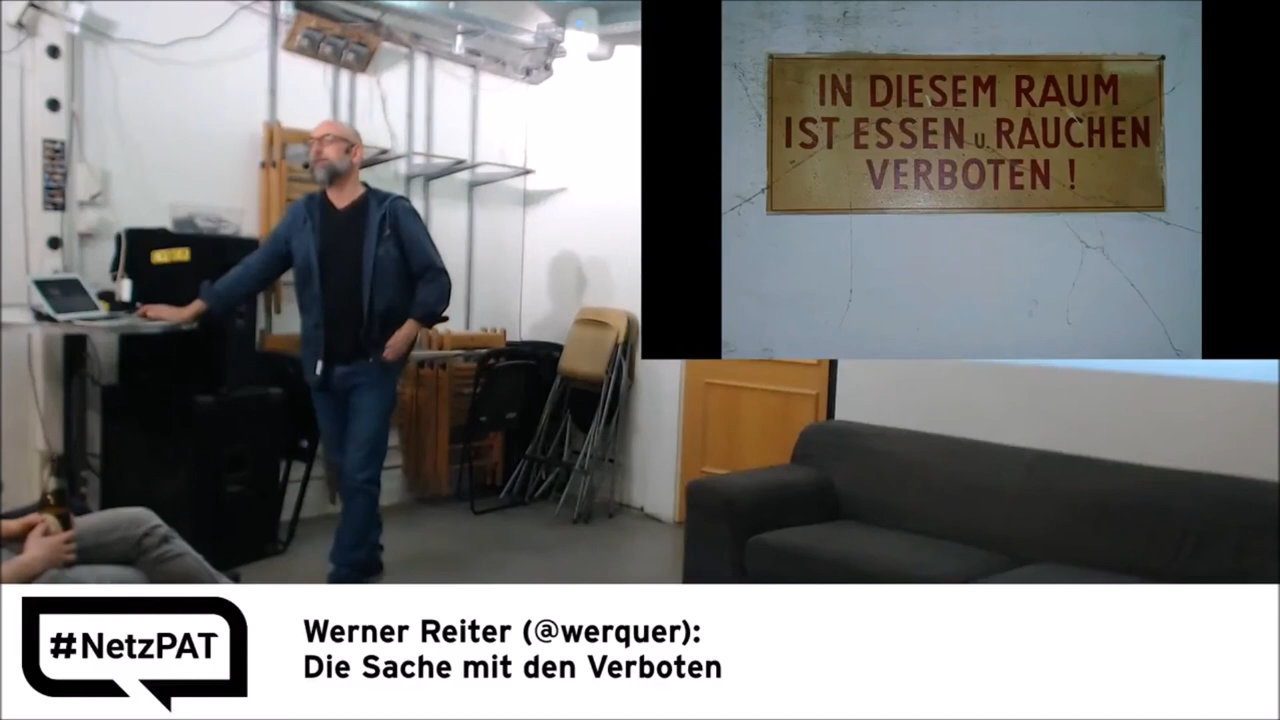 IN DIESEM RAUM
IST ESSEN u RAUCHEN
VERBOTEN !
#NetzPAT
Werner Reiter (@werquer):
Die Sache mit den Verboten